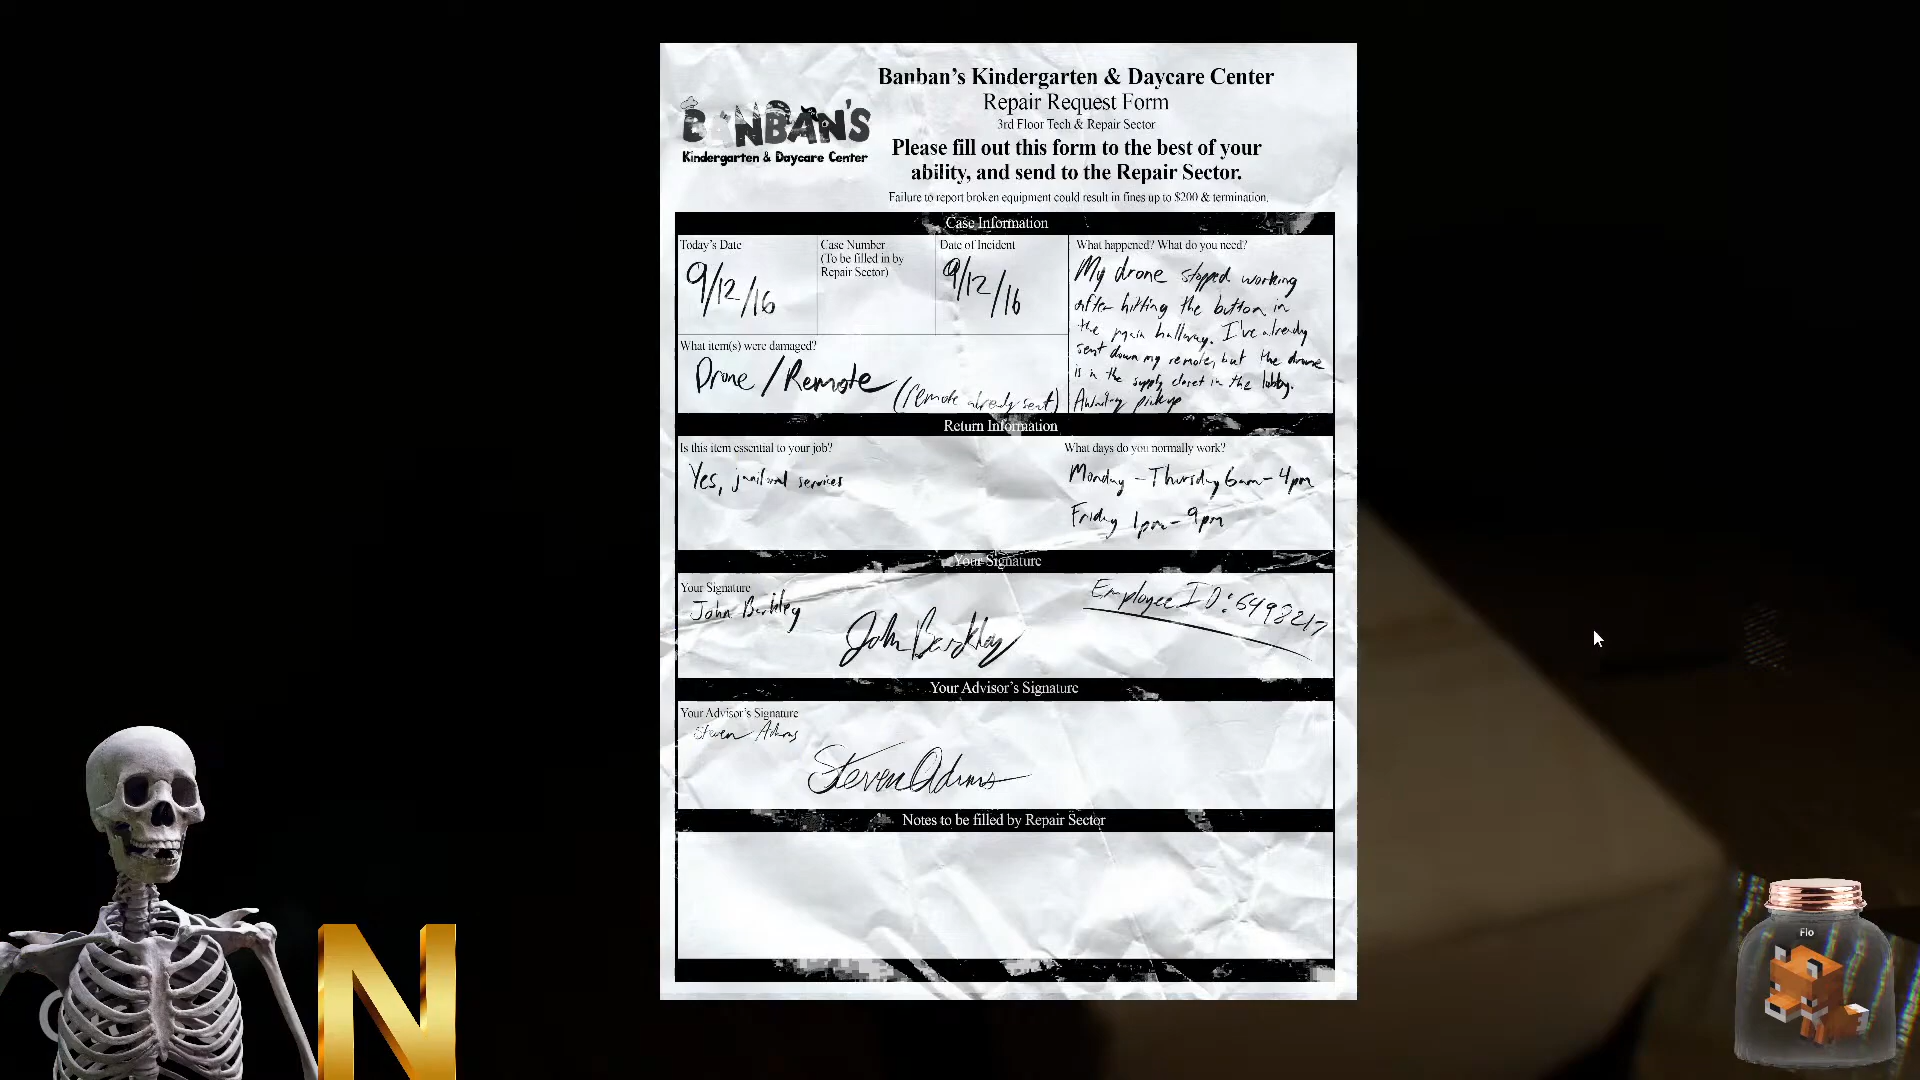 BANBAN'S
Kindergarten & Daycare Center
Banban's Kindergarten & Daycare Center
Repair Request Form
3rd Floor Tech & Repair Sector
Please fill out this form to the best of your
ability, and send to the Repair Sector.
Failure to report broken equipment could result in fines up to $200 & termination.
Case Information
Today's Date
9/12/16
Case Number
(To be filled in by
Repair Sector)
Date of Incident
9/12/16
What item(s) were damaged?
Drone / Remote (remote already sent)
What happened? What do you need?
My drone stopped working
after hitting the button in
the main hallway. I've already
sent down my remote, but the drone
is in the supply closet in the lobby.
Awaiting pickup
Return Information
Is this item essential to your job?
Yes, janitorial services
What days do you normally work?
Monday - Thursday 6am - 4pm
Friday 1pm - 9pm
Your Signature
Your Signature
John Barkley
John Barkley
Employee ID: 6498217
Your Advisor's Signature
Your Advisor's Signature
Steven Adams
Steven Adams
Notes to be filled by Repair Sector
N
Flo